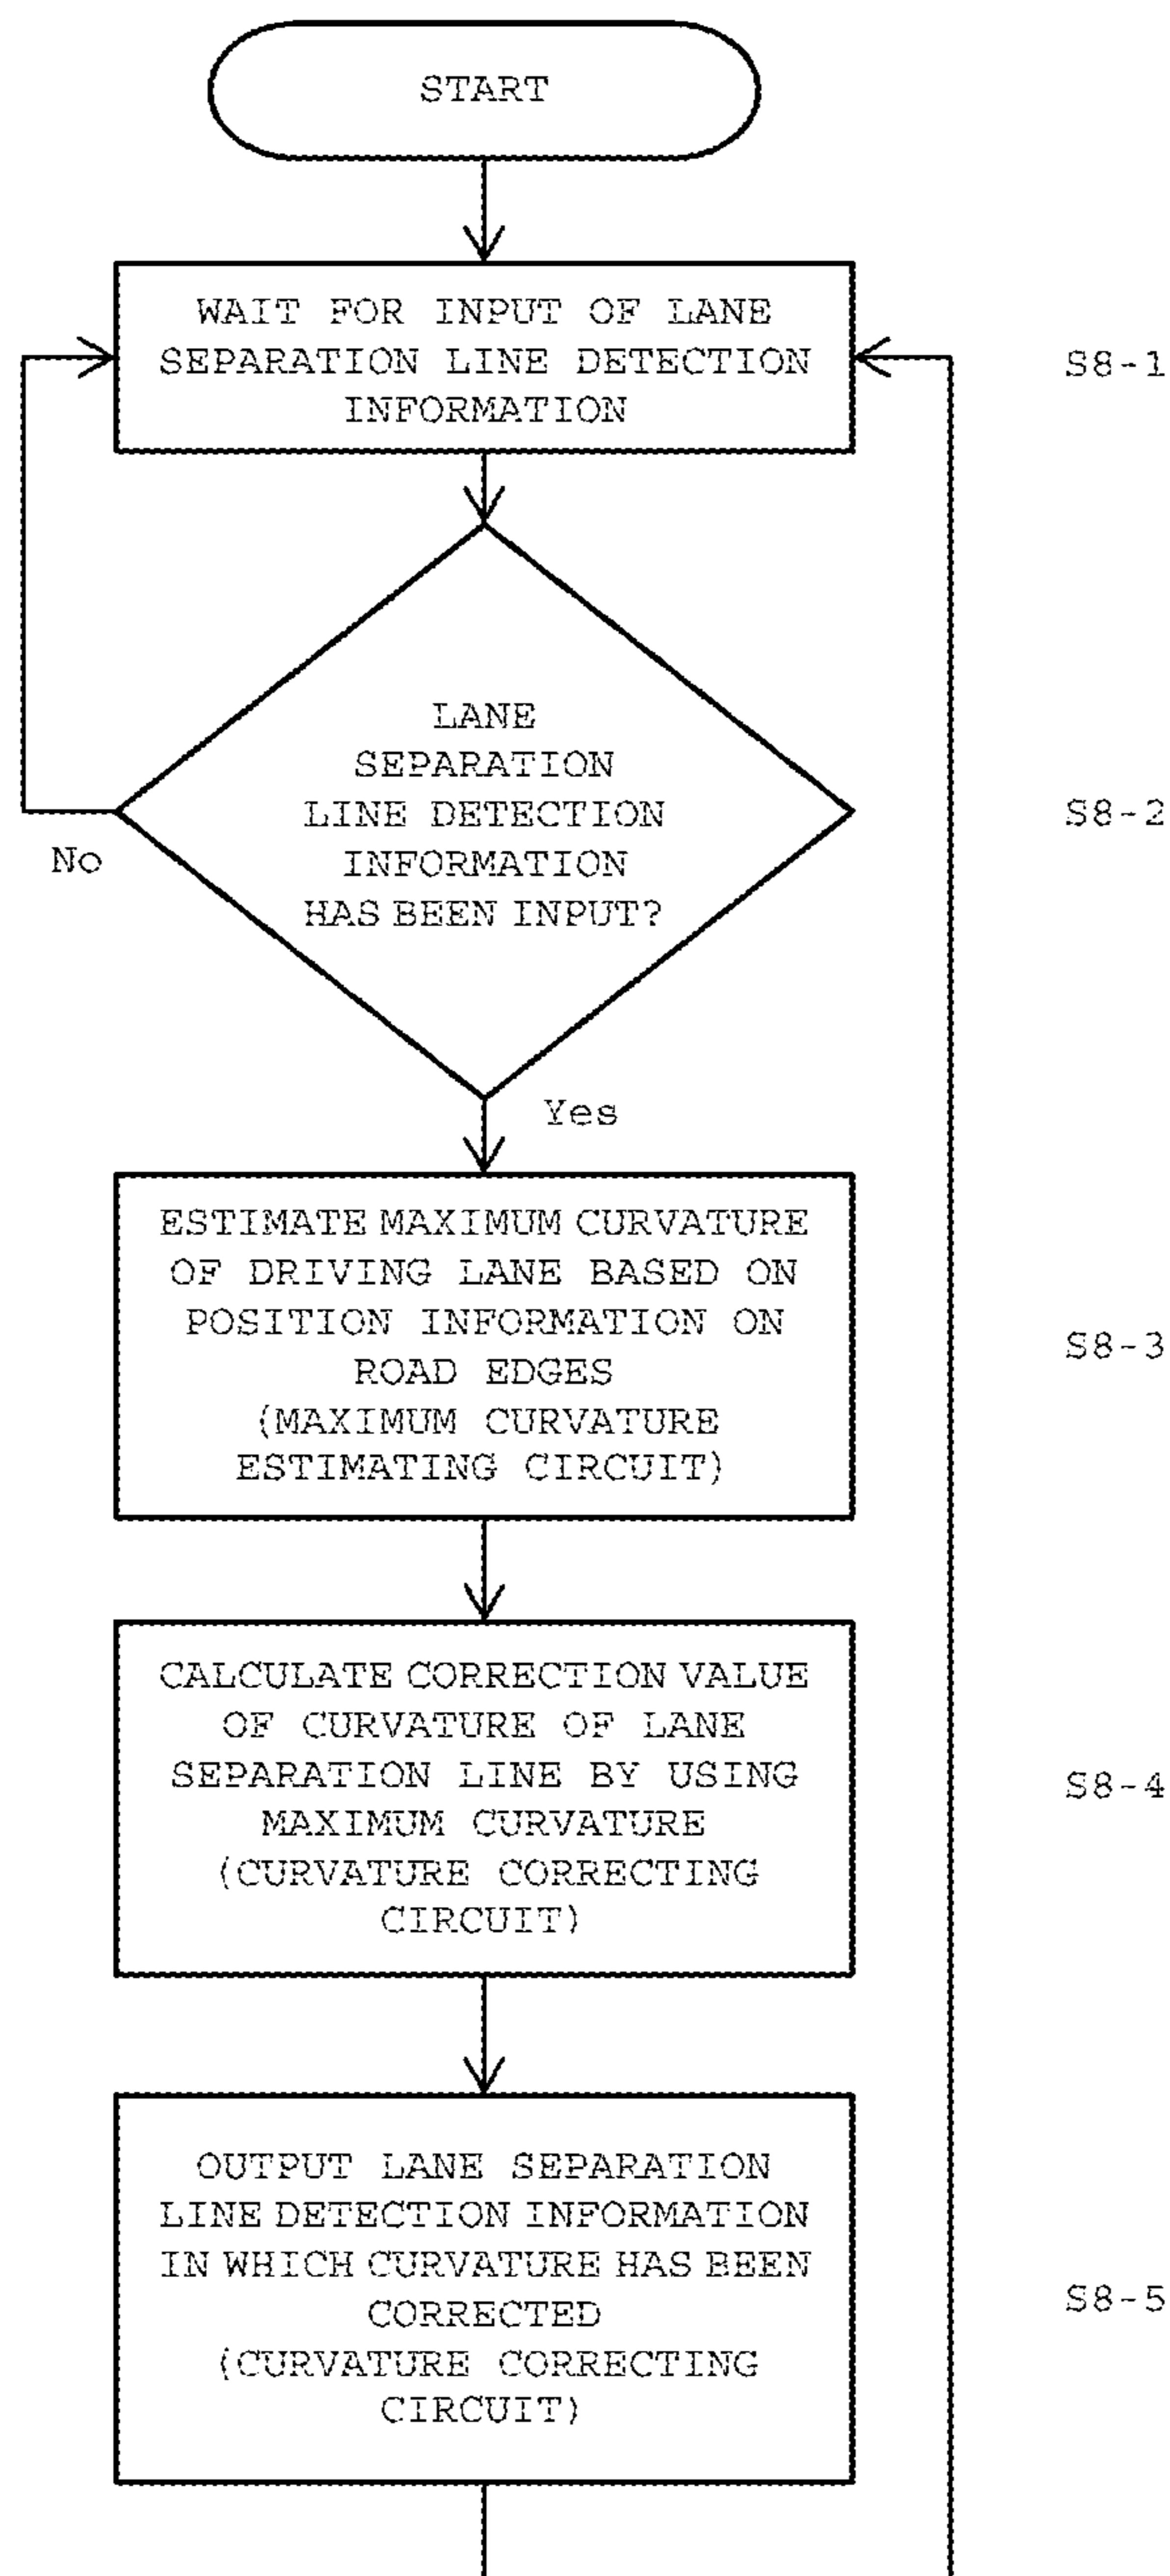 START
WAIT FOR INPUT OF LANE
SEPARATION LINE DETECTION
INFORMATION
S8-1
LANE
SEPARATION
LINE DETECTION
INFORMATION
HAS BEEN INPUT?
S8-2
No
Yes
ESTIMATE MAXIMUM CURVATURE
OF DRIVING LANE BASED ON
POSITION INFORMATION ON
ROAD EDGES
(MAXIMUM CURVATURE
ESTIMATING CIRCUIT)
S8-3
CALCULATE CORRECTION VALUE
OF CURVATURE OF LANE
SEPARATION LINE BY USING
MAXIMUM CURVATURE
(CURVATURE CORRECTING
CIRCUIT)
S8-4
OUTPUT LANE SEPARATION
LINE DETECTION INFORMATION
IN WHICH CURVATURE HAS BEEN
CORRECTED
(CURVATURE CORRECTING
CIRCUIT)
S8-5